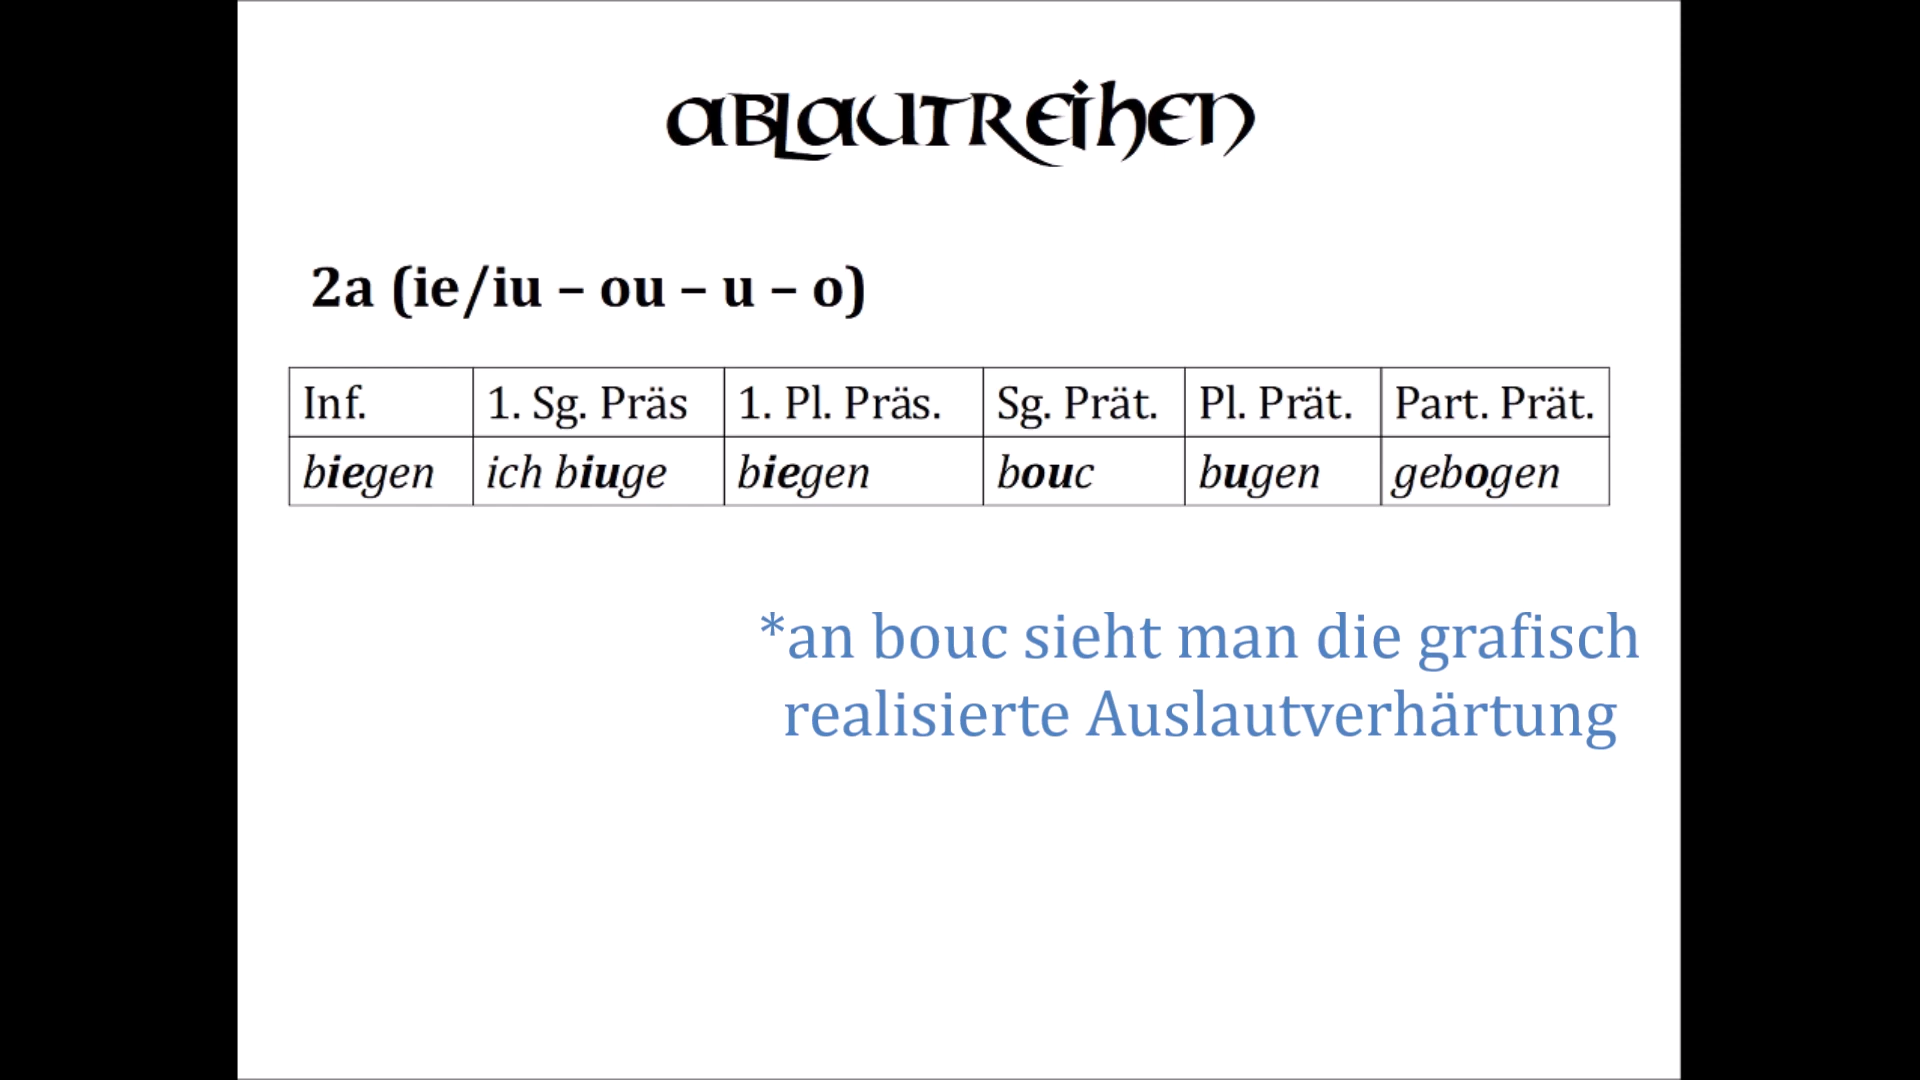 ABLAUTREIHEN
2a (ie/iu – ou – u – o)
Inf. 1. Sg. Präs 1. Pl. Präs. Sg. Prät. Pl. Prät. Part. Prät.
biegen ich biuge biegen bouc bugen gebogen
*an bouc sieht man die grafisch
realisierte Auslautverhärtung